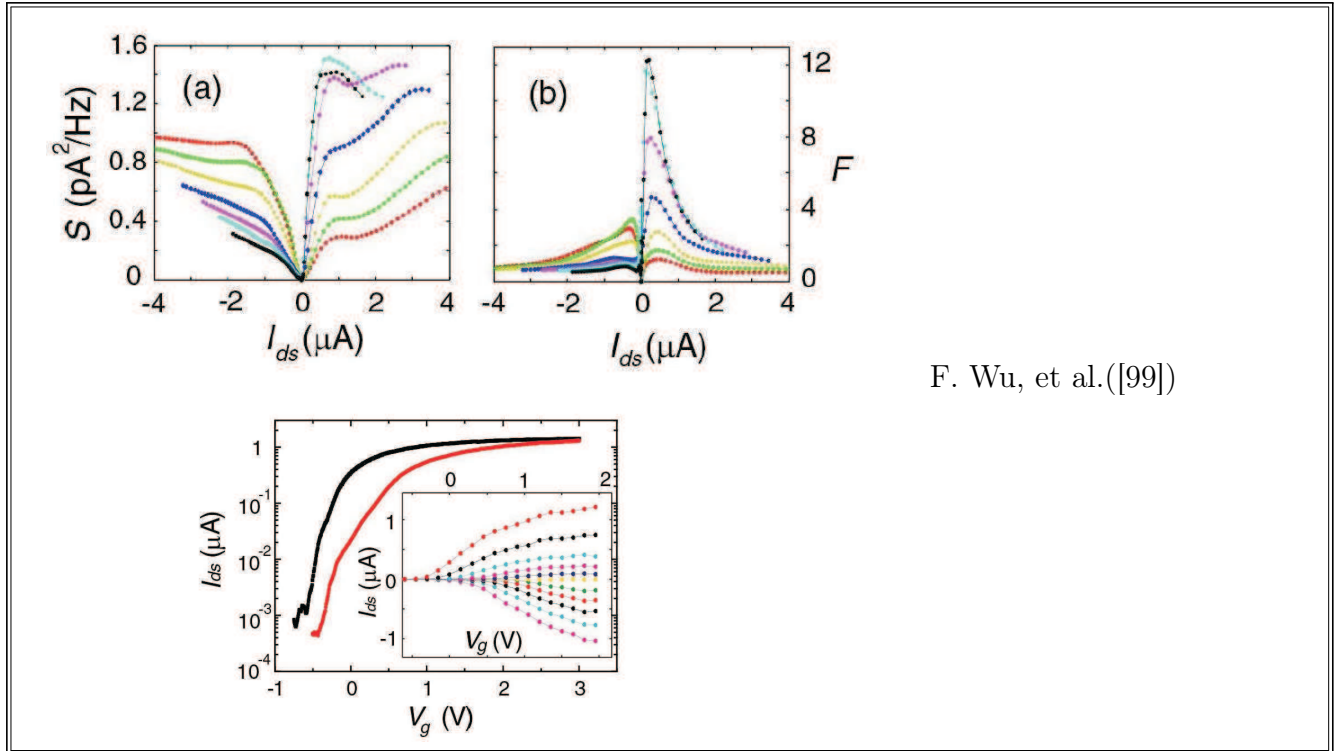 1.6
1.2
0.8
0.4
0
S (pA²/Hz)
(a)
-4 -2 0 2 4
I_ds (μA)
(b)
12
8
4
0
F
-4 -2 0 2 4
I_ds (μA)
F. Wu, et al.([99])
1
10⁻¹
10⁻²
10⁻³
10⁻⁴
I_ds (μA)
0 1 2
1
0
-1
I_ds (μA)
V_g (V)
-1 0 1 2 3
V_g (V)